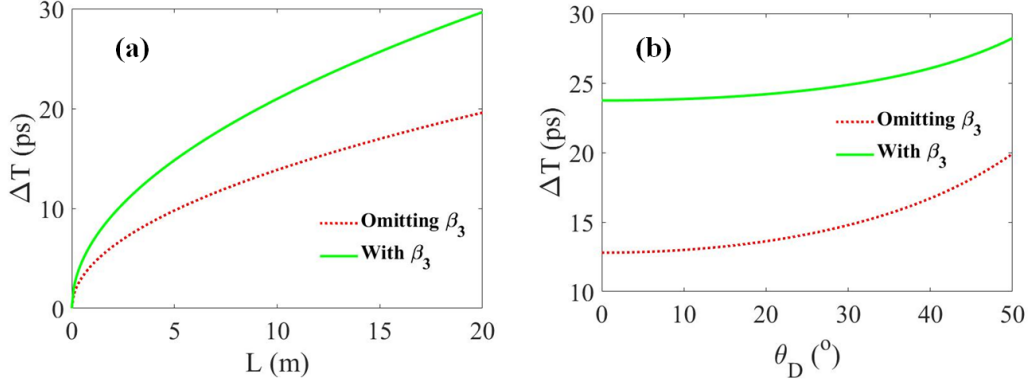 (a)
30
20
10
0
ΔT (ps)
Omitting β3
With β3
0 5 10 15 20
L (m)
(b)
30
25
20
15
10
ΔT (ps)
Omitting β3
With β3
0 10 20 30 40 50
θD (o)